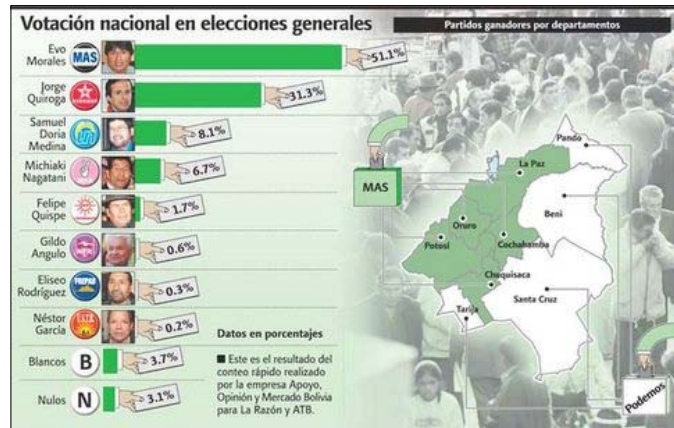 Votación nacional en elecciones generales
Partidos ganadores por departamentos
Evo
Morales
MAS
51.1%
Jorge
Quiroga
31.3%
Samuel
Doria
Medina
8.1%
Michiaki
Nagatani
6.7%
Felipe
Quispe
1.7%
Gildo
Angulo
0.6%
Eliseo
Rodríguez
0.3%
Néstor
García
0.2%
Blancos
B
3.7%
Nulos
N
3.1%
Datos en porcentajes
Este es el resultado del
conteo rápido realizado
por la empresa Apoyo,
Opinión y Mercado Bolivia
para La Razón y ATB.
MAS
Pando
La Paz
Beni
Oruro
Potosí
Cochabamba
Chuquisaca
Santa Cruz
Tarija
Podemos